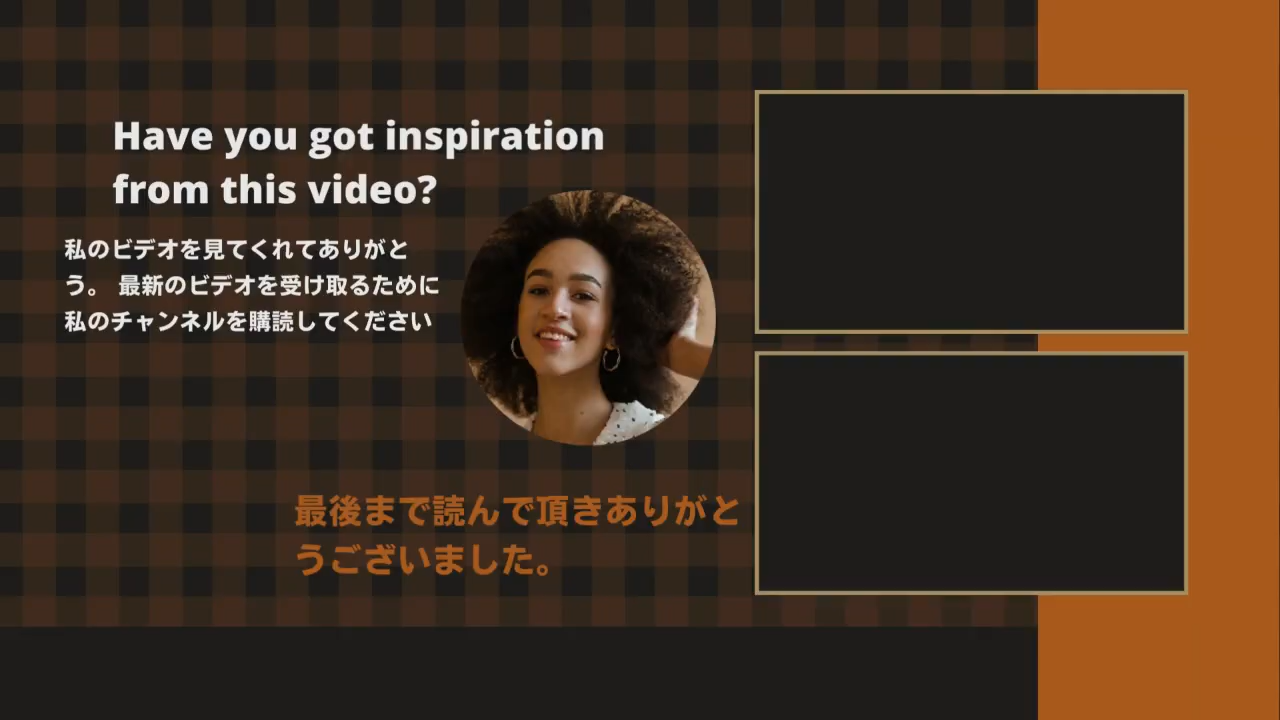 Have you got inspiration
from this video?
私のビデオを見てくれてありがと
う。 最新のビデオを受け取るために
私のチャンネルを購読してください
最後まで読んで頂きありがと
うございました。